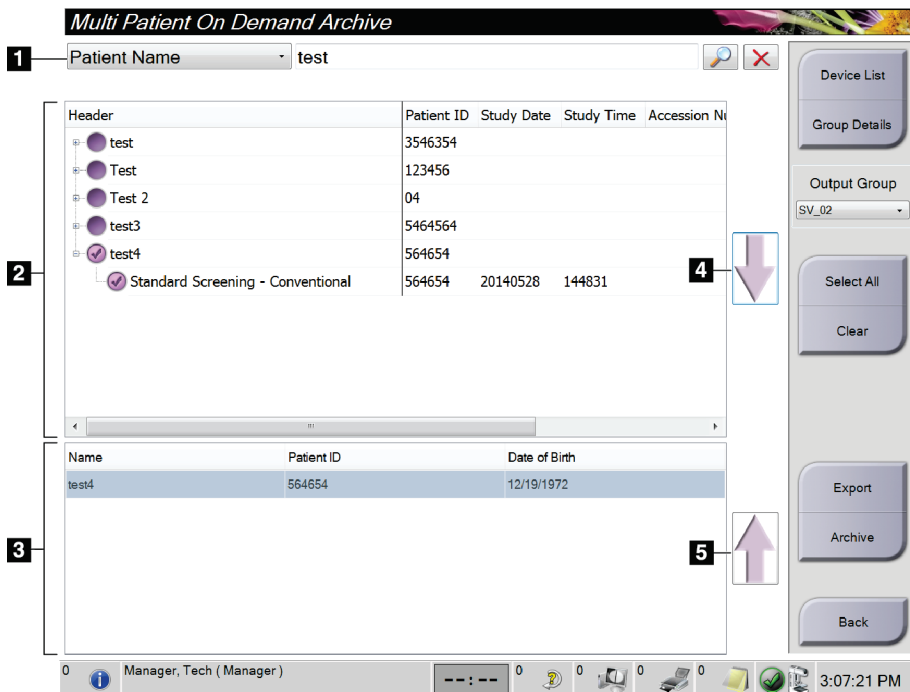 Multi Patient On Demand Archive
1
Patient Name
test
Device List
Group Details
Output Group
SV_02
Select All
Clear
Export
Archive
Back
2
Header Patient ID Study Date Study Time Accession Nu
test 3546354
Test 123456
Test 2 04
test3 5464564
test4 564654
Standard Screening - Conventional 564654 20140528 144831
4
3
Name Patient ID Date of Birth
test4 564654 12/19/1972
5
0 Manager, Tech ( Manager ) --:-- 0 0 0 0 3:07:21 PM